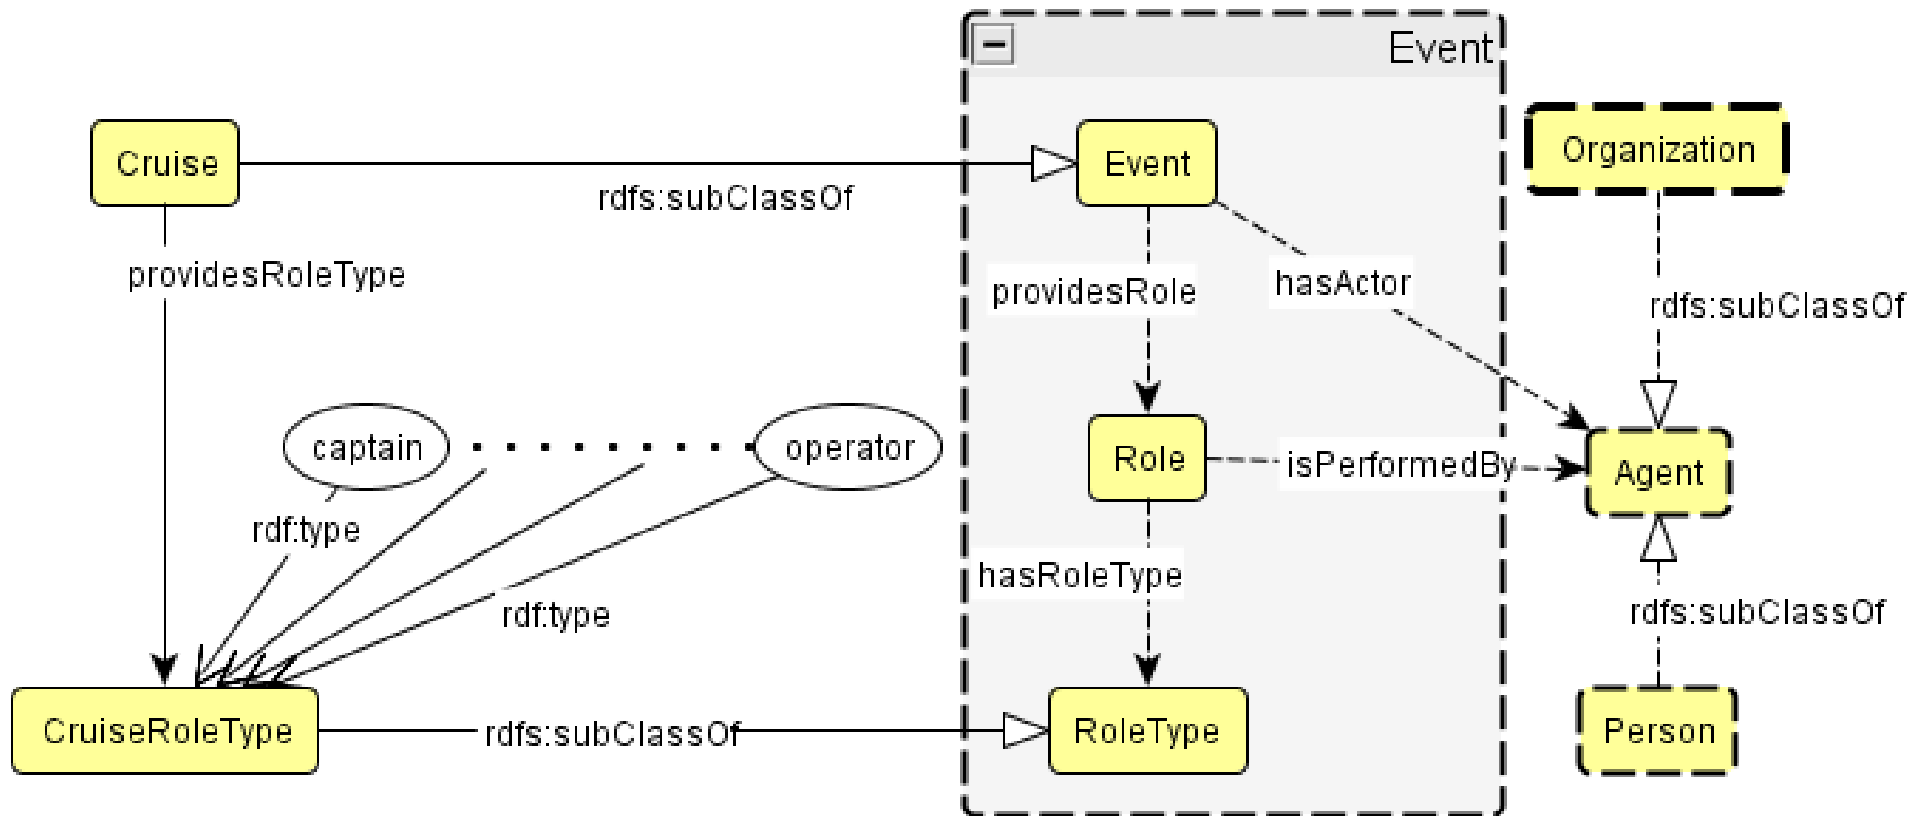 Event
Cruise
Event
Organization
rdfs:subClassOf
providesRoleType
providesRole
hasActor
rdfs:subClassOf
captain
operator
Role
isPerformedBy
Agent
rdf:type
hasRoleType
rdf:type
rdfs:subClassOf
CruiseRoleType
rdfs:subClassOf
RoleType
Person